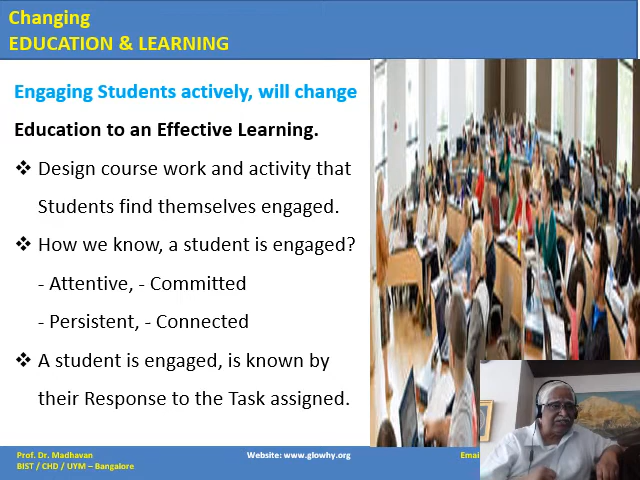 Changing
EDUCATION & LEARNING
Engaging Students actively, will change
Education to an Effective Learning.
❖ Design course work and activity that
Students find themselves engaged.
❖ How we know, a student is engaged?
- Attentive, - Committed
- Persistent, - Connected
❖ A student is engaged, is known by
their Response to the Task assigned.
Prof. Dr. Madhavan Website: www.glowhy.org
BIST / CHD / UYM – Bangalore